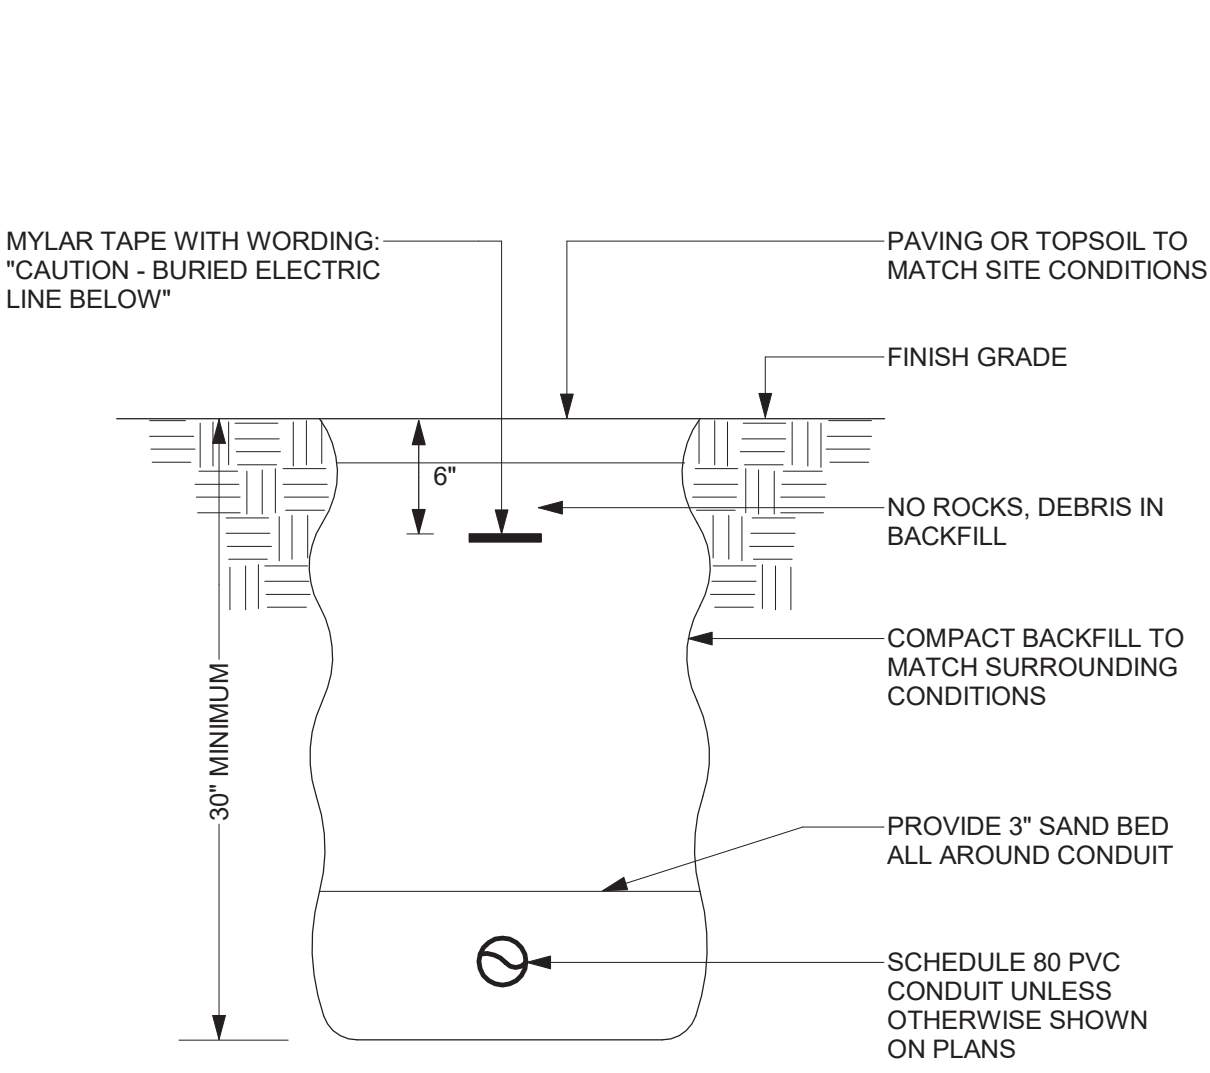 MYLAR TAPE WITH WORDING:
"CAUTION - BURIED ELECTRIC
LINE BELOW"
PAVING OR TOPSOIL TO
MATCH SITE CONDITIONS
FINISH GRADE
6"
NO ROCKS, DEBRIS IN
BACKFILL
COMPACT BACKFILL TO
MATCH SURROUNDING
CONDITIONS
30" MINIMUM
PROVIDE 3" SAND BED
ALL AROUND CONDUIT
SCHEDULE 80 PVC
CONDUIT UNLESS
OTHERWISE SHOWN
ON PLANS